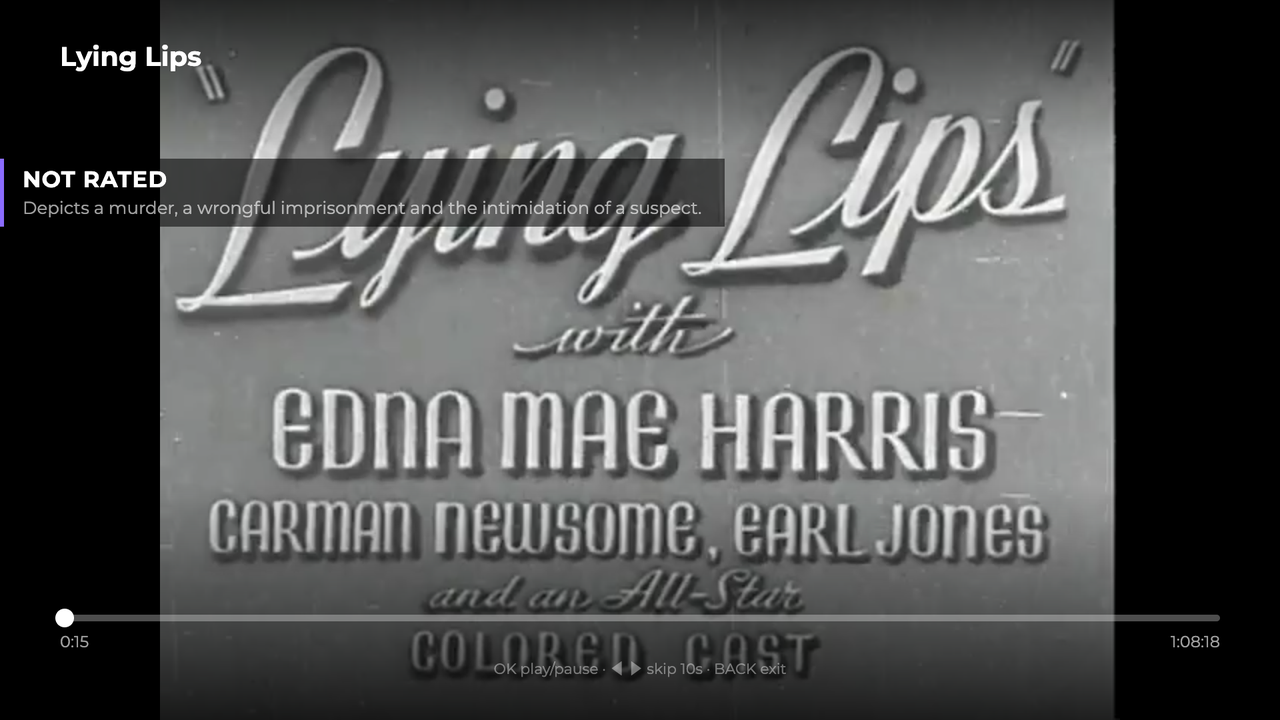 Lying Lips
"Lying Lips"
NOT RATED
Depicts a murder, a wrongful imprisonment and the intimidation of a suspect.
with
EDNA MAE HARRIS
CARMAN NEWSOME, EARL JONES
and an All-Star
0:15
1:08:18
COLORED CAST
OK play/pause · ◀ ▶ skip 10s · BACK exit